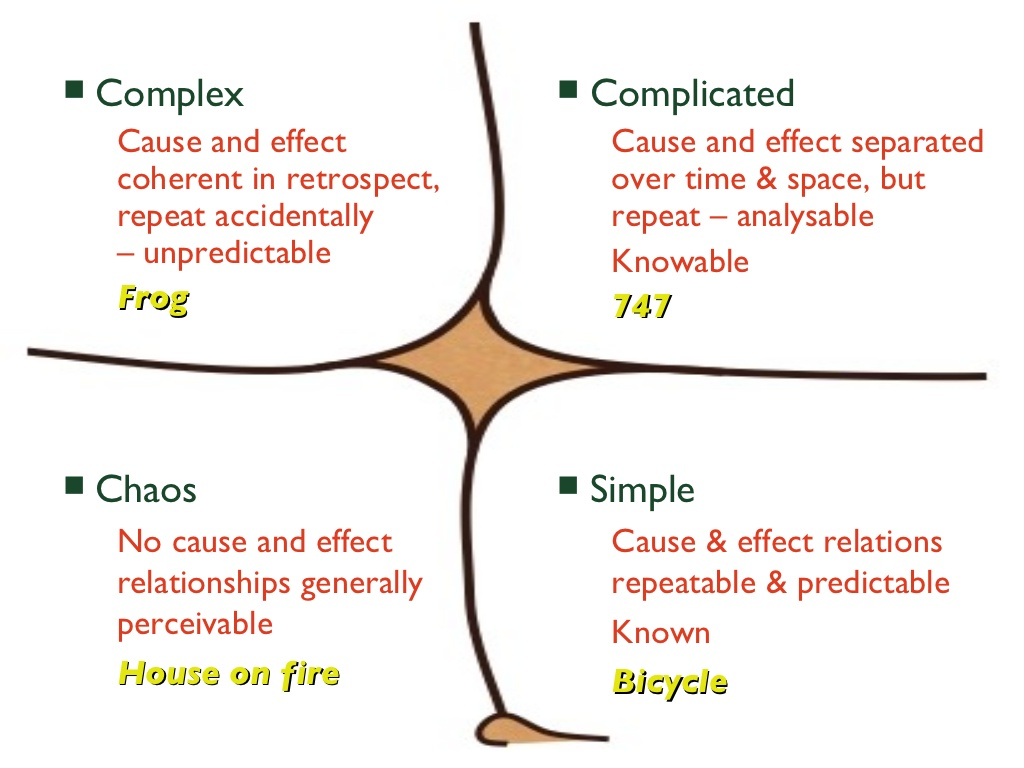 Complex
Cause and effect
coherent in retrospect,
repeat accidentally
– unpredictable
Frog
Complicated
Cause and effect separated
over time & space, but
repeat – analysable
Knowable
747
Chaos
No cause and effect
relationships generally
perceivable
House on fire
Simple
Cause & effect relations
repeatable & predictable
Known
Bicycle